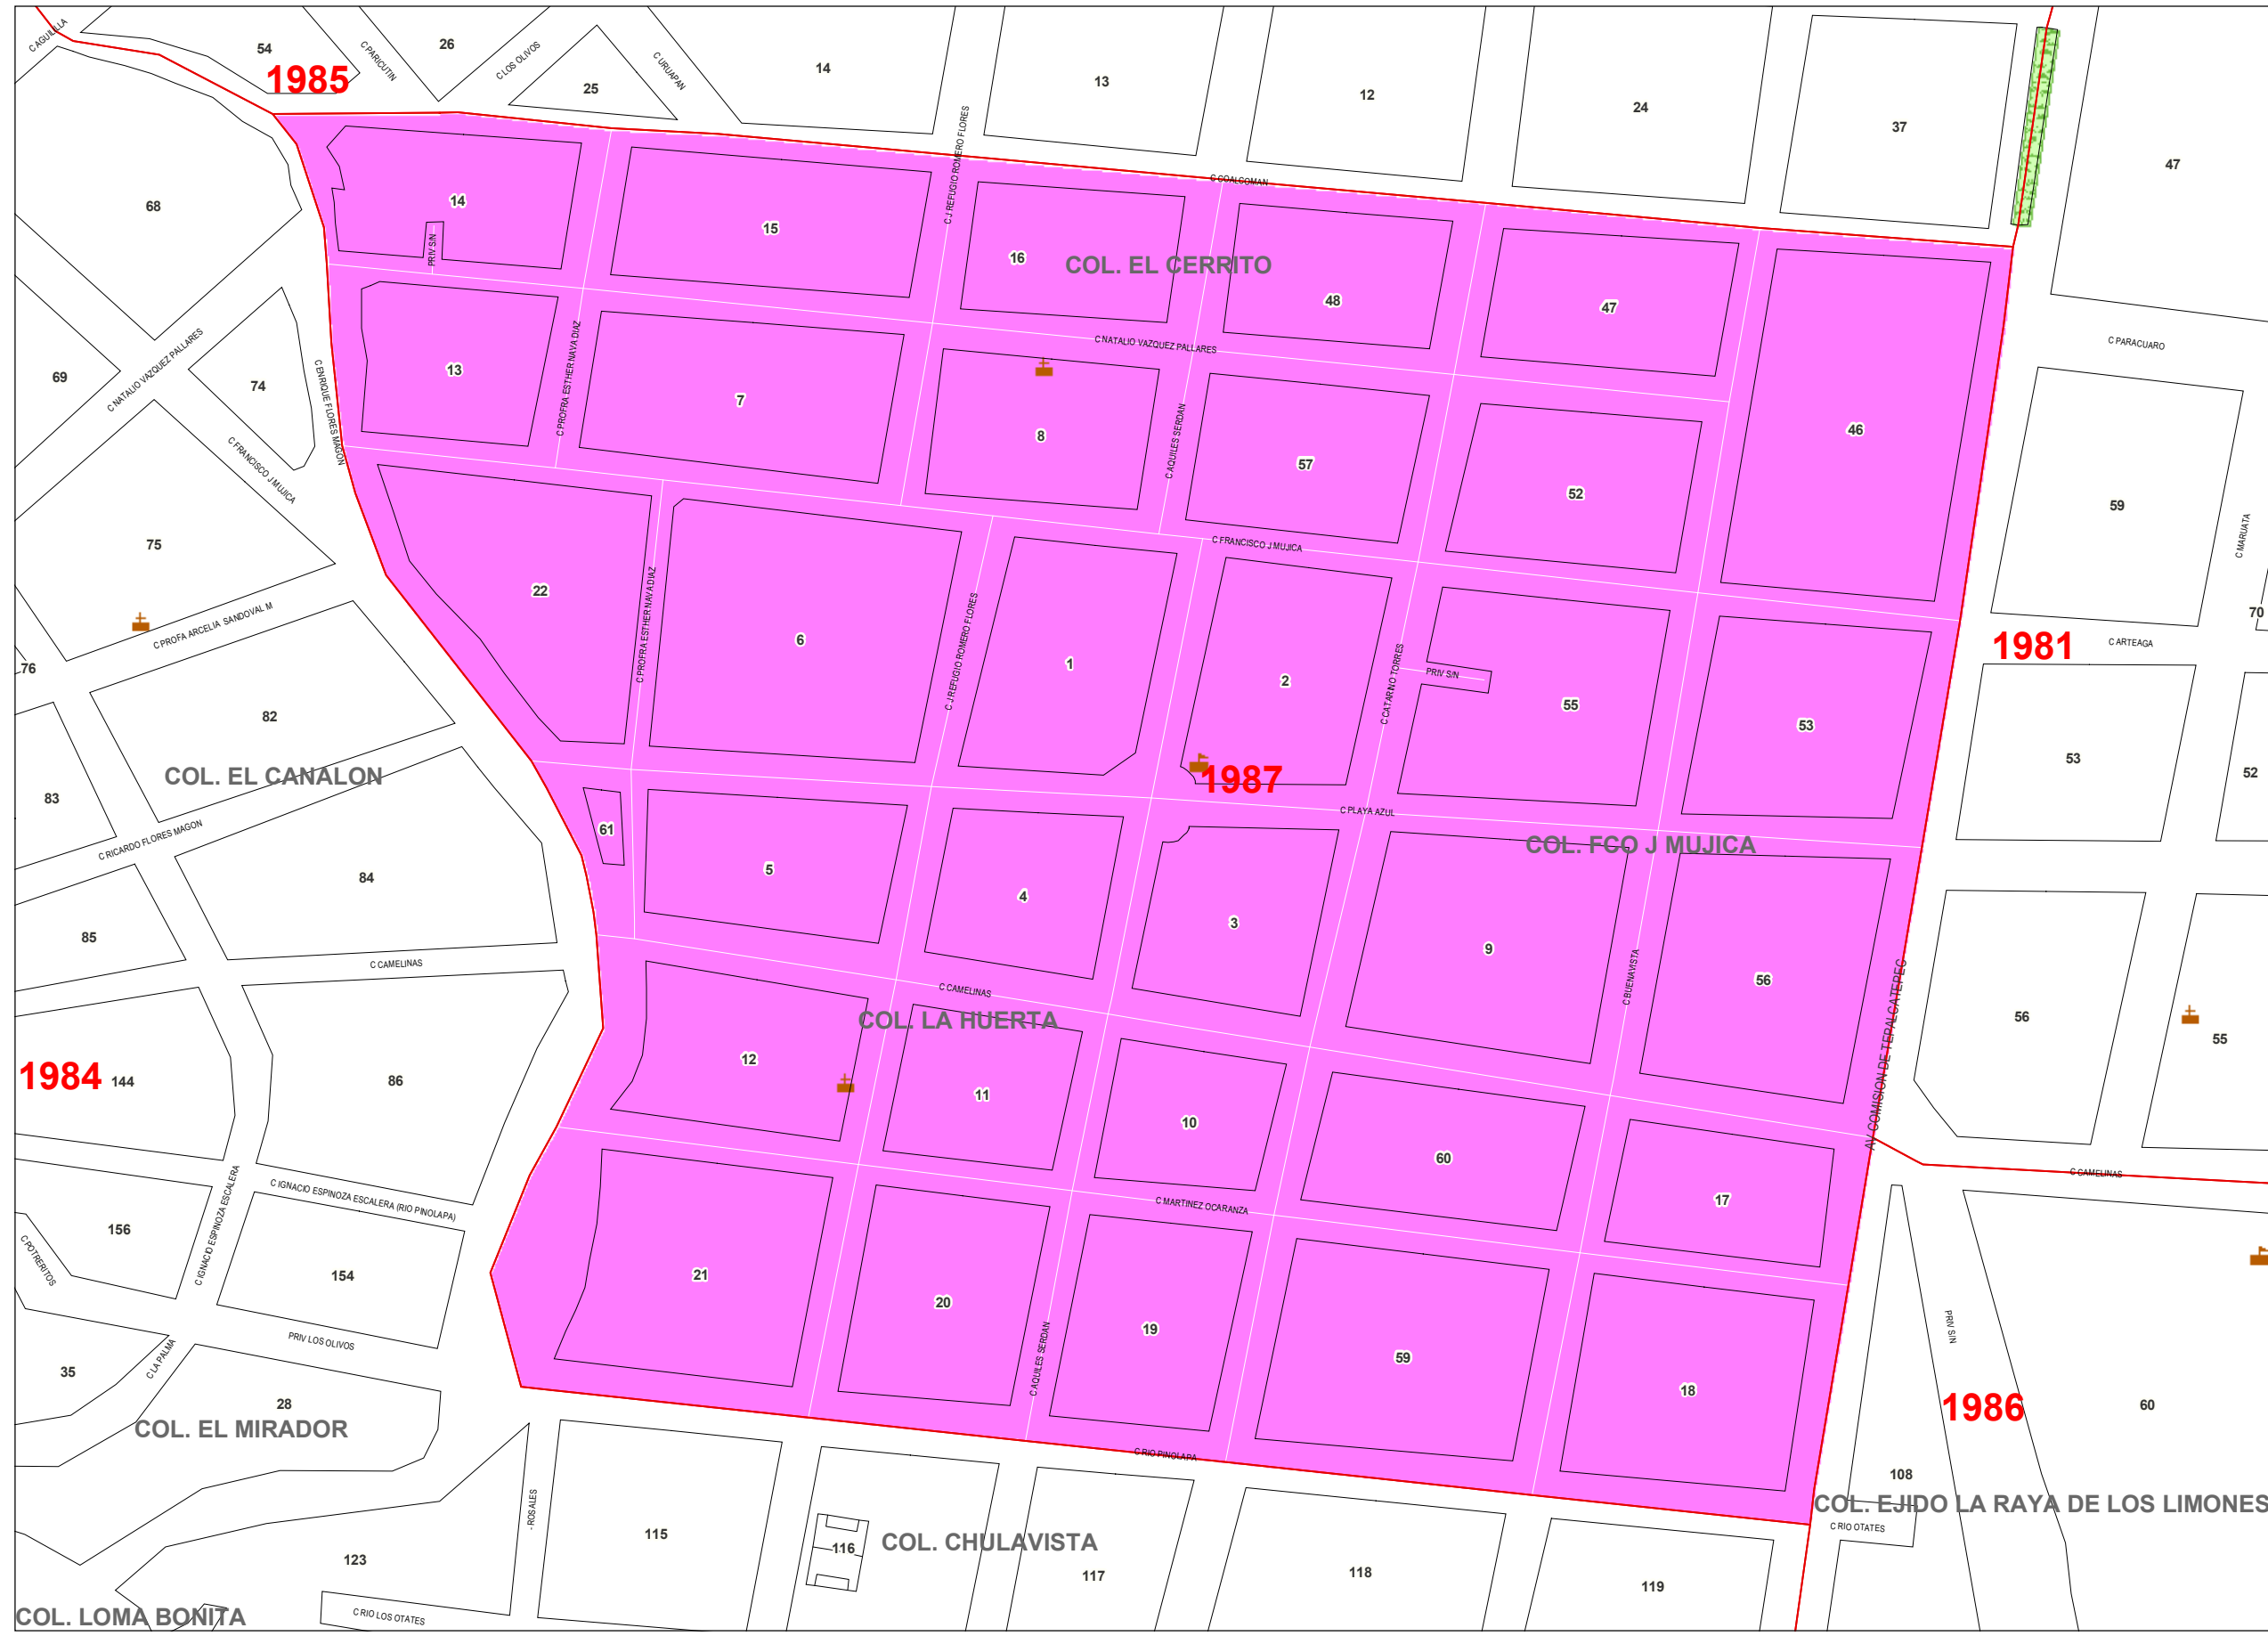 C AGUILILLA
54
1985
C PARICUTIN
26
C LOS OLIVOS
25
C URUAPAN
14
13
12
24
37
47
C J REFUGIO ROMERO FLORES
C COALCOMAN
68
14
PRIV S/N
15
16
COL. EL CERRITO
48
47
C PARACUARO
C NATALIO VAZQUEZ PALLARES
69
C NATALIO VAZQUEZ PALLARES
74
C ENRIQUE FLORES MAGON
13
C PROFRA ESTHER NAVA DIAZ
7
8
C AQUILES SERDAN
57
52
46
59
C MARUATA
C FRANCISCO J MUJICA
75
C FRANCISCO J MUJICA
22
C PROFRA ESTHER NAVA DIAZ
6
C J REFUGIO ROMERO FLORES
1
2
C CATARINO TORRES
PRIV S/N
55
53
1981
C ARTEAGA
70
C PROFA ARCELIA SANDOVAL M
76
82
COL. EL CANALON
83
1987
C PLAYA AZUL
53
52
C RICARDO FLORES MAGON
61
5
COL. FCO J MUJICA
84
4
3
9
C BUENAVISTA
56
AV COMISION DE TEPALCATEPEC
85
C CAMELINAS
C CAMELINAS
COL. LA HUERTA
56
55
1984
144
86
12
11
10
60
17
C CAMELINAS
C IGNACIO ESPINOZA ESCALERA
C IGNACIO ESPINOZA ESCALERA (RIO PINOLAPA)
C MARTINEZ OCARANZA
156
C POTRERITOS
154
21
20
19
59
18
PRIV S/N
PRIV LOS OLIVOS
C LA PALMA
35
28
COL. EL MIRADOR
C AQUILES SERDAN
1986
60
C RIO PINOLAPA
108
COL. EJIDO LA RAYA DE LOS LIMONES
C RIO OTATES
- ROSALES
115
116
COL. CHULAVISTA
117
118
119
123
COL. LOMA BONITA
C RIO LOS OTATES